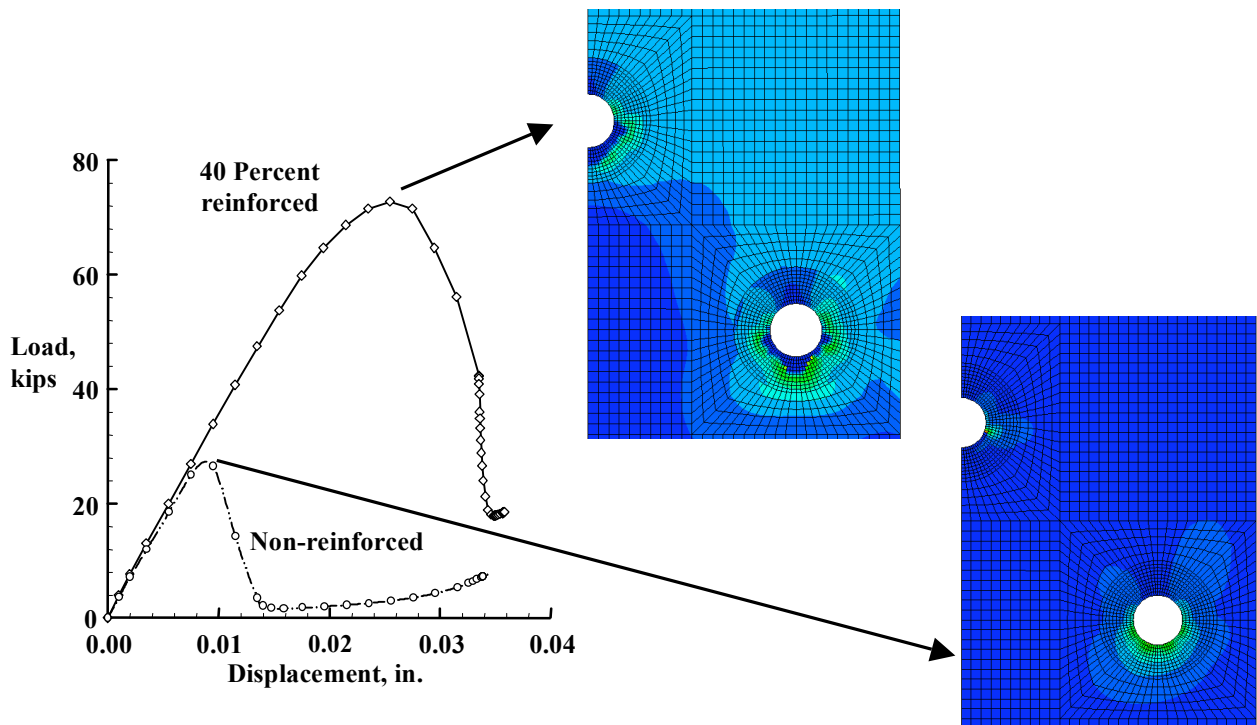 80
40 Percent
reinforced
60
Load,
kips
40
20
Non-reinforced
0
0.00 0.01 0.02 0.03 0.04
Displacement, in.